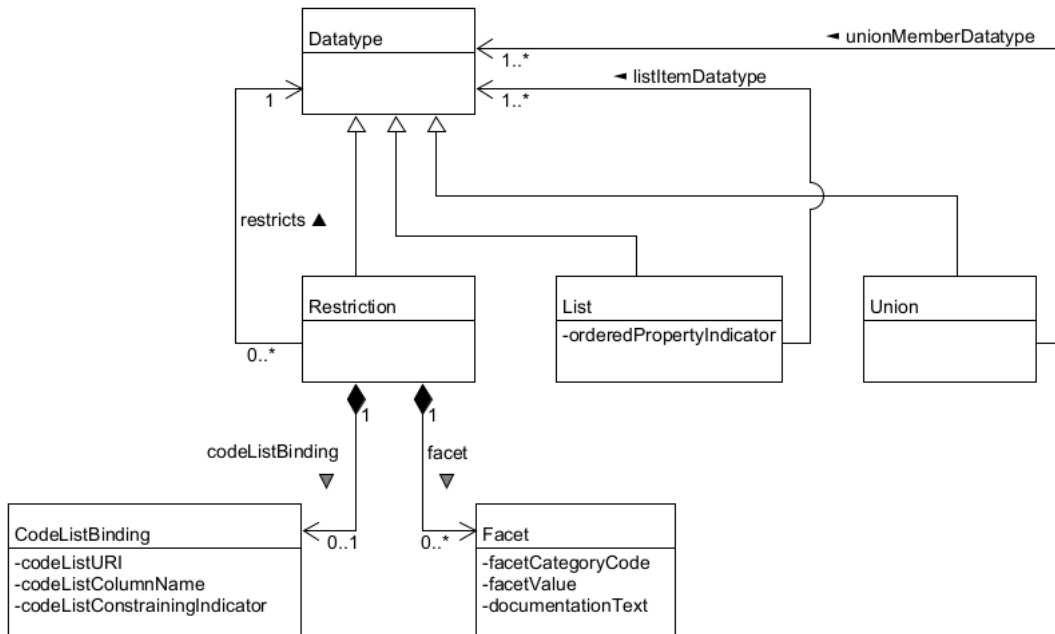 Datatype
◄ unionMemberDatatype
1..*
◄ listItemDatatype
1
1..*
restricts ▲
Restriction
List
Union
-orderedPropertyIndicator
0..*
1
1
codeListBinding
▼
facet
▼
CodeListBinding
0..1
-codeListURI
-codeListColumnName
-codeListConstrainingIndicator
0..*
Facet
-facetCategoryCode
-facetValue
-documentationText